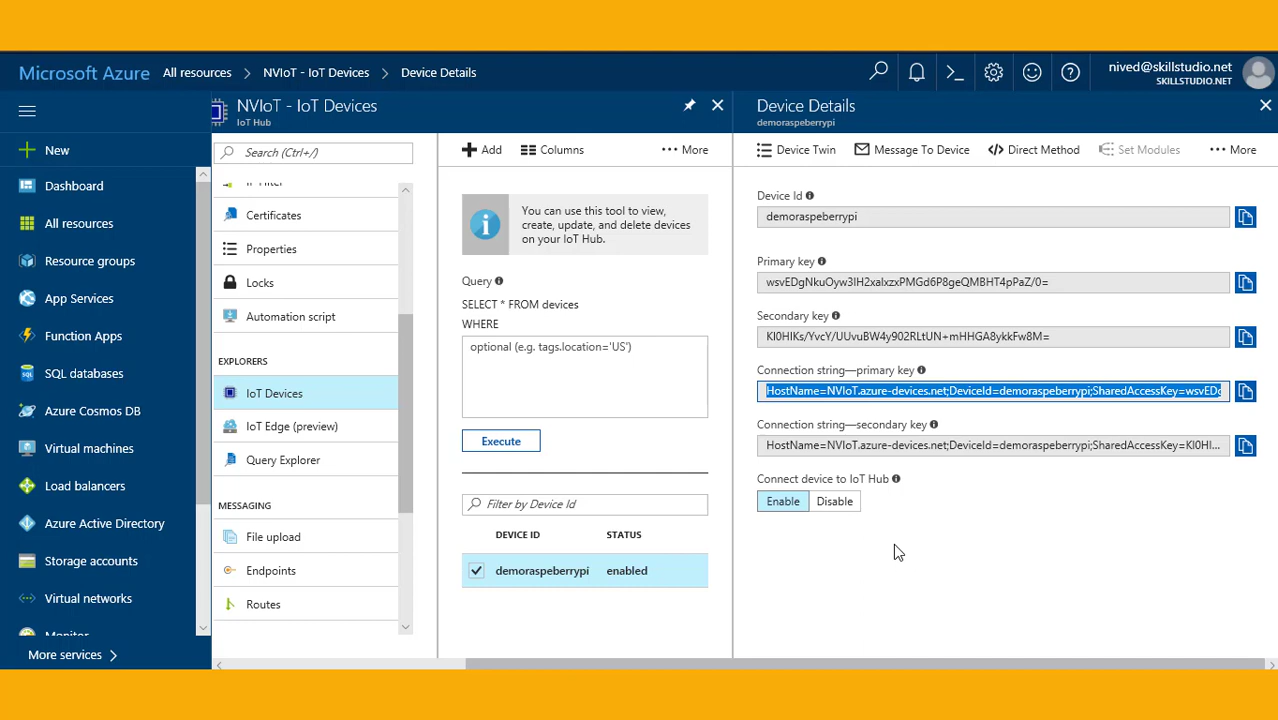 Microsoft Azure
All resources > NVIoT - IoT Devices > Device Details
nived@skillstudio.net
SKILLSTUDIO.NET
New
Dashboard
All resources
Resource groups
App Services
Function Apps
SQL databases
Azure Cosmos DB
Virtual machines
Load balancers
Azure Active Directory
Storage accounts
Virtual networks
Monitor
More services >
NVIoT - IoT Devices
IoT Hub
Search (Ctrl+/)
IP Filter
Certificates
Properties
Locks
Automation script
EXPLORERS
IoT Devices
IoT Edge (preview)
Query Explorer
MESSAGING
File upload
Endpoints
Routes
Add
Columns
More
You can use this tool to view,
create, update, and delete devices
on your IoT Hub.
Query
SELECT * FROM devices
WHERE
optional (e.g. tags.location='US')
Execute
Filter by Device Id
DEVICE ID STATUS
demoraspeberrypi enabled
Device Details
demoraspeberrypi
Device Twin
Message To Device
Direct Method
Set Modules
More
Device Id
demoraspeberrypi
Primary key
wsvEDgNkuOyw3IH2xalxzxPMGd6P8geQMBHT4pPaZ/0=
Secondary key
KI0HIKs/YvcY/UUvuBW4y902RLtUN+mHHGA8ykkFw8M=
Connection string—primary key
HostName=NVIoT.azure-devices.net;DeviceId=demoraspeberrypi;SharedAccessKey=wsvEDg
Connection string—secondary key
HostName=NVIoT.azure-devices.net;DeviceId=demoraspeberrypi;SharedAccessKey=KI0HI...
Connect device to IoT Hub
Enable Disable